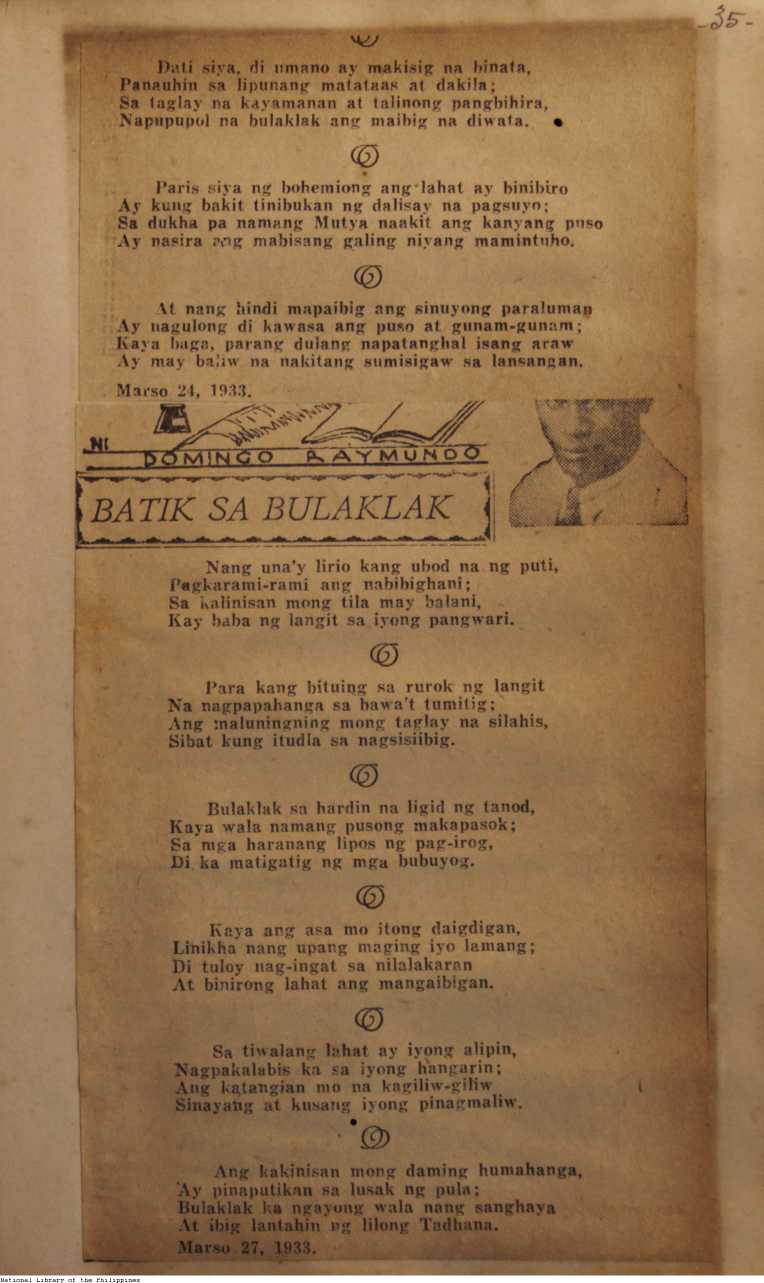 -35-
Dati siya, di umano ay makisig na binata,
Panauhin sa lipunang matataas at dakila;
Sa taglay na kayamanan at talinong pangbihira,
Napupupol na bulaklak ang maibig na diwata.
Paris siya ng bohemiong ang lahat ay binibiro
Ay kung bakit tinibukan ng dalisay na pagsuyo;
Sa dukha pa namang Mutya naakit ang kanyang puso
Ay nasira ang mabisang galing niyang mamintuho.
At nang hindi mapaibig ang sinuyong paraluman
Ay nagulong di kawasa ang puso at gunam-gunam;
Kaya baga, parang dulang napatanghal isang araw
Ay may baliw na nakitang sumisigaw sa lansangan.
Marso 24, 1933.
NI
DOMINGO RAYMUNDO
BATIK SA BULAKLAK
Nang una'y lirio kang ubod na ng puti,
Pagkarami-rami ang nabibighani;
Sa kalinisan mong tila may balani,
Kay baba ng langit sa iyong pangwari.
Para kang bituing sa rurok ng langit
Na nagpapahanga sa bawa't tumitig;
Ang maluningning mong taglay na silahis,
Sibat kung itudla sa nagsisiibig.
Bulaklak sa hardin na ligid ng tanod,
Kaya wala namang pusong makapasok;
Sa mga haranang lipos ng pag-irog,
Di ka matigatig ng mga bubuyog.
Kaya ang asa mo itong daigdigan,
Linikha nang upang maging iyo lamang;
Di tuloy nag-ingat sa nilalakaran
At binirong lahat ang mangaibigan.
Sa tiwalang lahat ay iyong alipin,
Nagpakalabis ka sa iyong hangarin;
Ang katangian mo na kagiliw-giliw
Sinayang at kusang iyong pinagmaliw.
Ang kakinisan mong daming humahanga,
Ay pinaputikan sa lusak ng pula;
Bulaklak ka ngayong wala nang sanghaya
At ibig lantahin ng lilong Tadhana.
Marso 27, 1933.
National Library of the Philippines